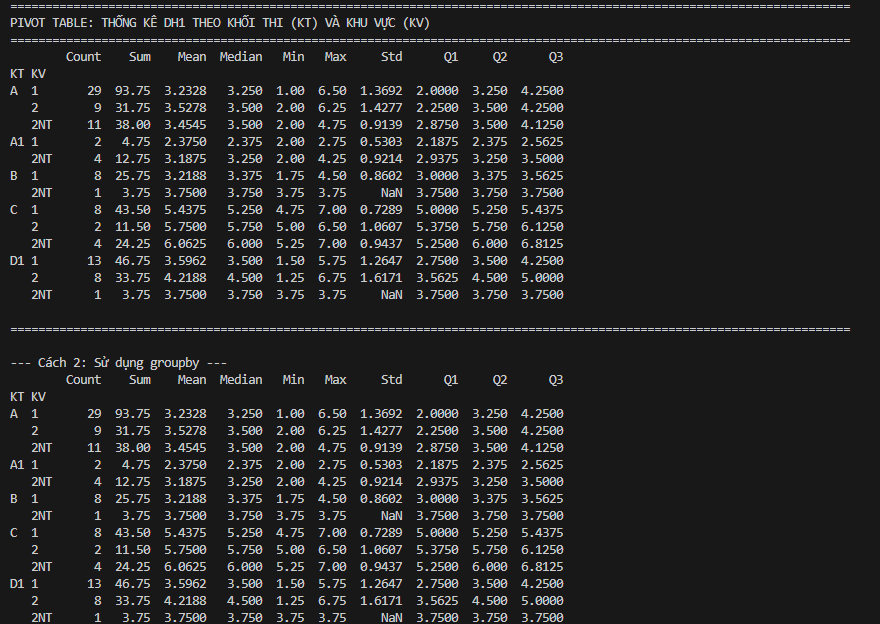 ========================================================================================================================
PIVOT TABLE: THỐNG KÊ DH1 THEO KHỐI THI (KT) VÀ KHU VỰC (KV)
========================================================================================================================
        Count    Sum    Mean  Median   Min   Max     Std      Q1     Q2      Q3
KT KV
A  1       29  93.75  3.2328   3.250  1.00  6.50  1.3692  2.0000  3.250  4.2500
   2        9  31.75  3.5278   3.500  2.00  6.25  1.4277  2.2500  3.500  4.2500
   2NT     11  38.00  3.4545   3.500  2.00  4.75  0.9139  2.8750  3.500  4.1250
A1 1        2   4.75  2.3750   2.375  2.00  2.75  0.5303  2.1875  2.375  2.5625
   2NT      4  12.75  3.1875   3.250  2.00  4.25  0.9214  2.9375  3.250  3.5000
B  1        8  25.75  3.2188   3.375  1.75  4.50  0.8602  3.0000  3.375  3.5625
   2NT      1   3.75  3.7500   3.750  3.75  3.75     NaN  3.7500  3.750  3.7500
C  1        8  43.50  5.4375   5.250  4.75  7.00  0.7289  5.0000  5.250  5.4375
   2        2  11.50  5.7500   5.750  5.00  6.50  1.0607  5.3750  5.750  6.1250
   2NT      4  24.25  6.0625   6.000  5.25  7.00  0.9437  5.2500  6.000  6.8125
D1 1       13  46.75  3.5962   3.500  1.50  5.75  1.2647  2.7500  3.500  4.2500
   2        8  33.75  4.2188   4.500  1.25  6.75  1.6171  3.5625  4.500  5.0000
   2NT      1   3.75  3.7500   3.750  3.75  3.75     NaN  3.7500  3.750  3.7500
========================================================================================================================
--- Cách 2: Sử dụng groupby ---
        Count    Sum    Mean  Median   Min   Max     Std      Q1     Q2      Q3
KT KV
A  1       29  93.75  3.2328   3.250  1.00  6.50  1.3692  2.0000  3.250  4.2500
   2        9  31.75  3.5278   3.500  2.00  6.25  1.4277  2.2500  3.500  4.2500
   2NT     11  38.00  3.4545   3.500  2.00  4.75  0.9139  2.8750  3.500  4.1250
A1 1        2   4.75  2.3750   2.375  2.00  2.75  0.5303  2.1875  2.375  2.5625
   2NT      4  12.75  3.1875   3.250  2.00  4.25  0.9214  2.9375  3.250  3.5000
B  1        8  25.75  3.2188   3.375  1.75  4.50  0.8602  3.0000  3.375  3.5625
   2NT      1   3.75  3.7500   3.750  3.75  3.75     NaN  3.7500  3.750  3.7500
C  1        8  43.50  5.4375   5.250  4.75  7.00  0.7289  5.0000  5.250  5.4375
   2        2  11.50  5.7500   5.750  5.00  6.50  1.0607  5.3750  5.750  6.1250
   2NT      4  24.25  6.0625   6.000  5.25  7.00  0.9437  5.2500  6.000  6.8125
D1 1       13  46.75  3.5962   3.500  1.50  5.75  1.2647  2.7500  3.500  4.2500
   2        8  33.75  4.2188   4.500  1.25  6.75  1.6171  3.5625  4.500  5.0000
   2NT      1   3.75  3.7500   3.750  3.75  3.75     NaN  3.7500  3.750  3.7500